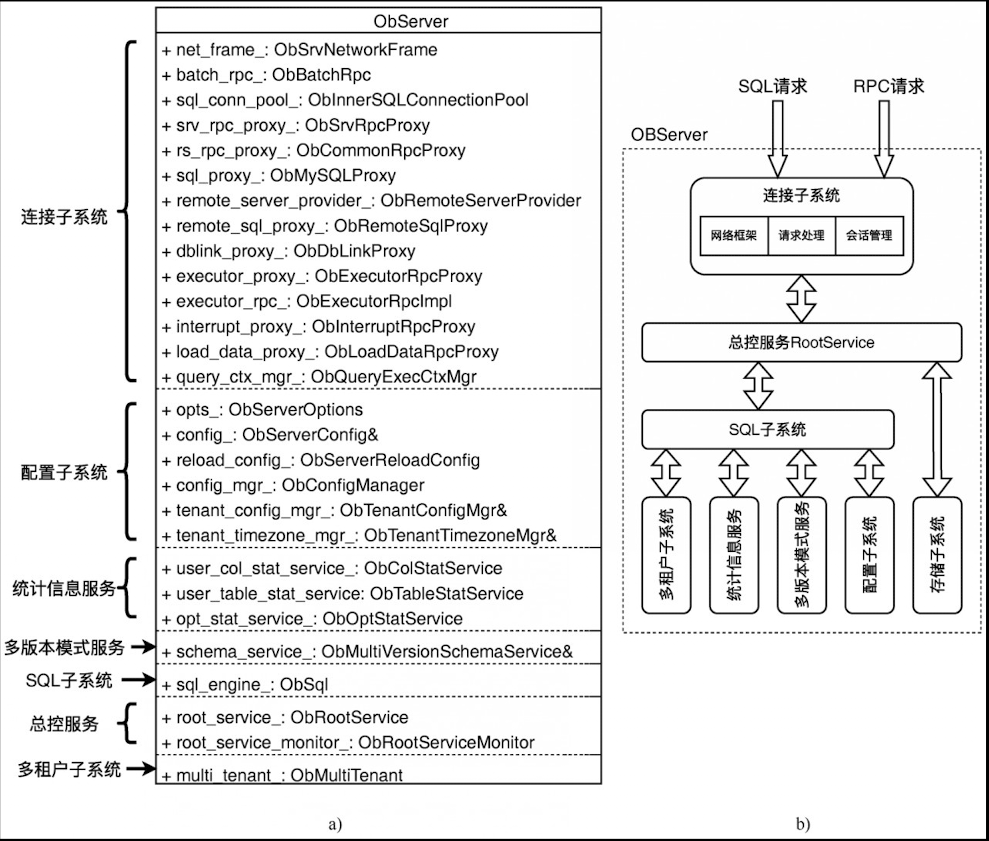 ObServer
连接子系统
+ net_frame_: ObSrvNetworkFrame
+ batch_rpc_: ObBatchRpc
+ sql_conn_pool_: ObInnerSQLConnectionPool
+ srv_rpc_proxy_: ObSrvRpcProxy
+ rs_rpc_proxy_: ObCommonRpcProxy
+ sql_proxy_: ObMySQLProxy
+ remote_server_provider_: ObRemoteServerProvider
+ remote_sql_proxy_: ObRemoteSqlProxy
+ dblink_proxy_: ObDbLinkProxy
+ executor_proxy_: ObExecutorRpcProxy
+ executor_rpc_: ObExecutorRpcImpl
+ interrupt_proxy_: ObInterruptRpcProxy
+ load_data_proxy_: ObLoadDataRpcProxy
+ query_ctx_mgr_: ObQueryExecCtxMgr
配置子系统
+ opts_: ObServerOptions
+ config_: ObServerConfig&
+ reload_config_: ObServerReloadConfig
+ config_mgr_: ObConfigManager
+ tenant_config_mgr_: ObTenantConfigMgr&
+ tenant_timezone_mgr_: ObTenantTimezoneMgr&
统计信息服务
+ user_col_stat_service_: ObColStatService
+ user_table_stat_service: ObTableStatService
+ opt_stat_service_: ObOptStatService
多版本模式服务
+ schema_service_: ObMultiVersionSchemaService&
SQL子系统
+ sql_engine_: ObSql
总控服务
+ root_service_: ObRootService
+ root_service_monitor_: ObRootServiceMonitor
多租户子系统
+ multi_tenant_: ObMultiTenant
a)
SQL请求
RPC请求
OBServer
连接子系统
网络框架
请求处理
会话管理
总控服务RootService
SQL子系统
多租户子系统
统计信息服务
多版本模式服务
配置子系统
存储子系统
b)